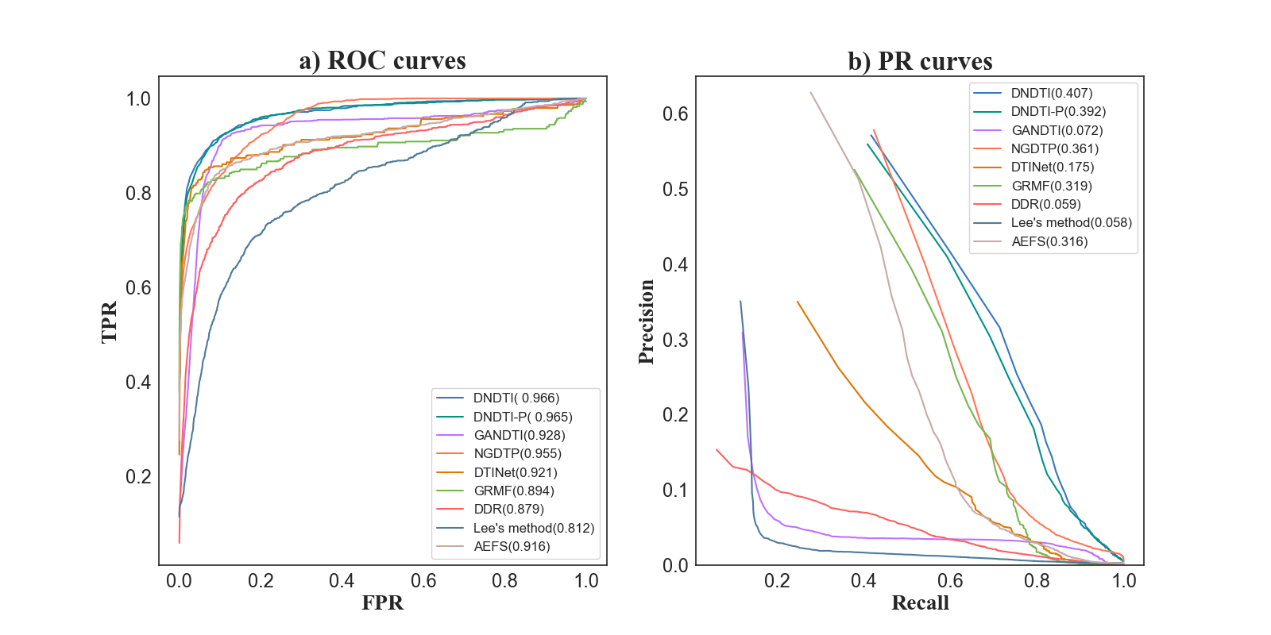 a) ROC curves
1.0
0.8
0.6
0.4
0.2
TPR
0.0 0.2 0.4 0.6 0.8 1.0
FPR
DNDTI( 0.966)
DNDTI-P( 0.965)
GANDTI(0.928)
NGDTP(0.955)
DTINet(0.921)
GRMF(0.894)
DDR(0.879)
Lee's method(0.812)
AEFS(0.916)
b) PR curves
0.6
0.5
0.4
0.3
0.2
0.1
0.0
Precision
0.2 0.4 0.6 0.8 1.0
Recall
DNDTI(0.407)
DNDTI-P(0.392)
GANDTI(0.072)
NGDTP(0.361)
DTINet(0.175)
GRMF(0.319)
DDR(0.059)
Lee's method(0.058)
AEFS(0.316)